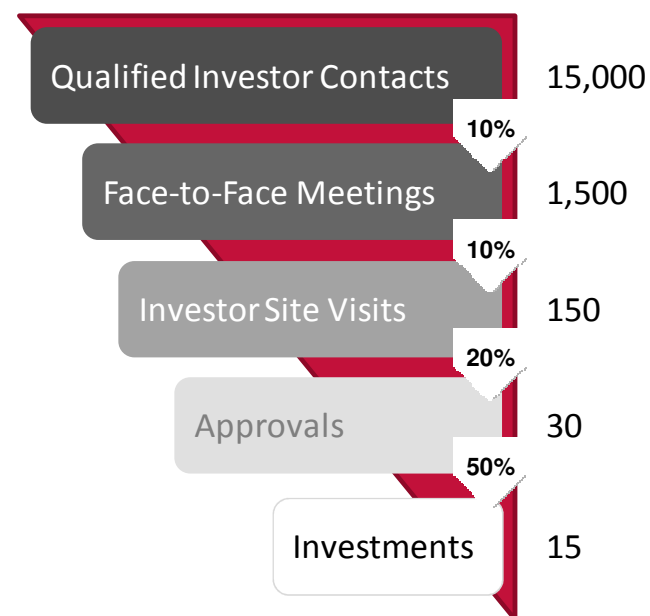 Qualified Investor Contacts 15,000
10%
Face-to-Face Meetings 1,500
10%
Investor Site Visits 150
20%
Approvals 30
50%
Investments 15